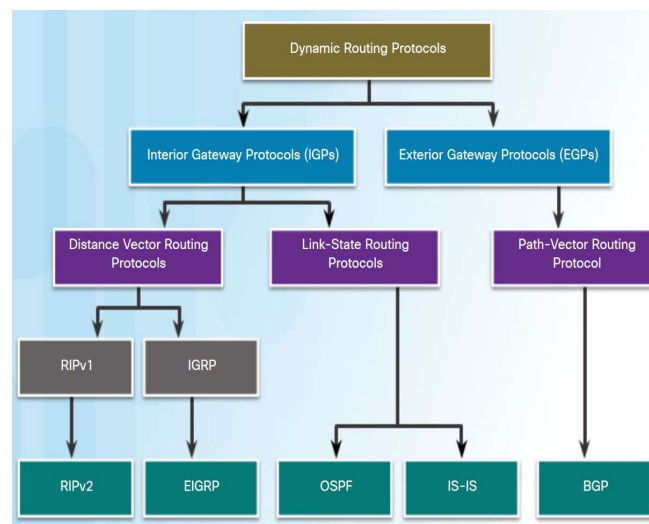 Dynamic Routing Protocols
Interior Gateway Protocols (IGPs)
Exterior Gateway Protocols (EGPs)
Distance Vector Routing
Protocols
Link-State Routing
Protocols
Path-Vector Routing
Protocol
RIPv1
IGRP
RIPv2
EIGRP
OSPF
IS-IS
BGP